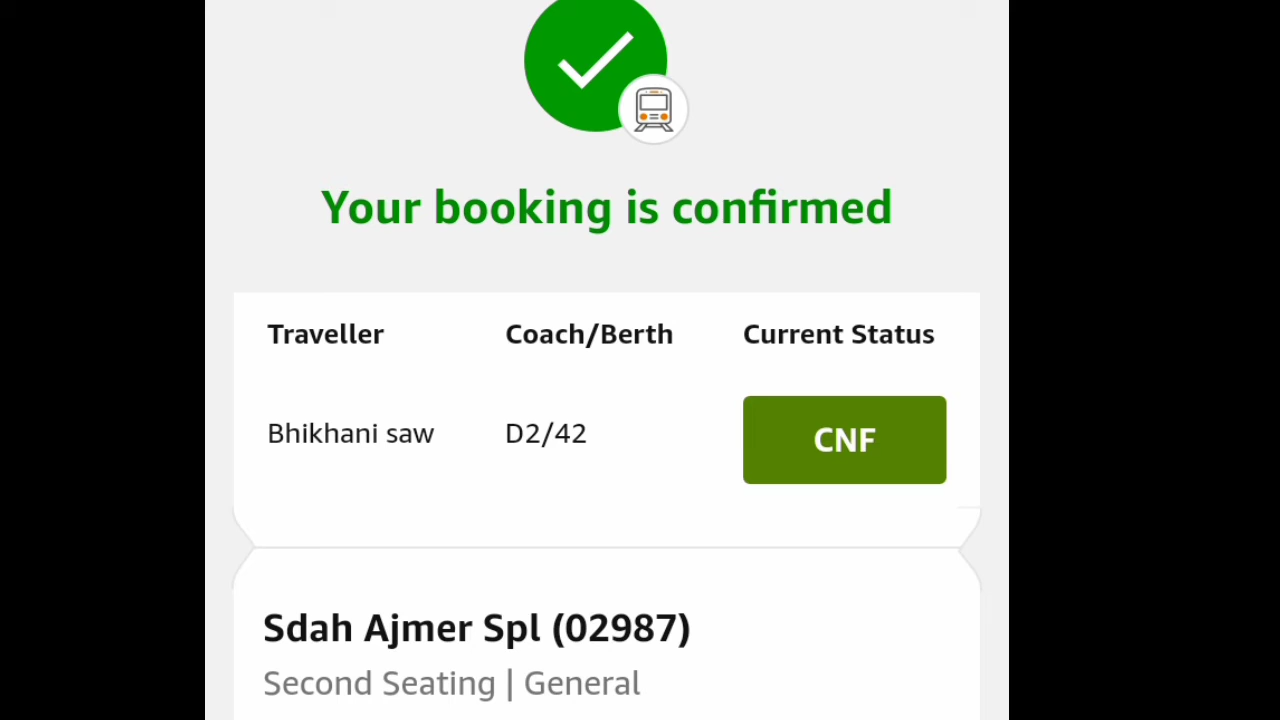 Your booking is confirmed
Traveller Coach/Berth Current Status
Bhikhani saw D2/42 CNF
Sdah Ajmer Spl (02987)
Second Seating | General